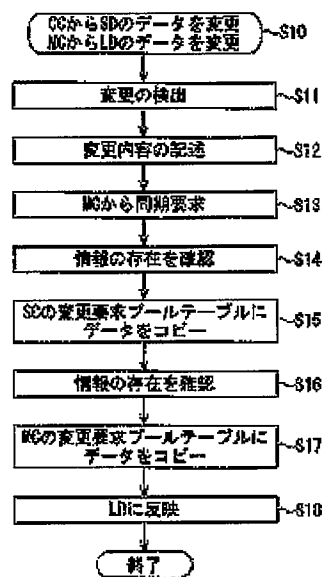 CCからSDのデータを変更
MCからLDのデータを変更
S10
変更の検出
S11
変更内容の記述
S12
MCから同期要求
S13
情報の存在を確認
S14
SCの変更要求プールテーブルに
データをコピー
S15
情報の存在を確認
S16
MCの変更要求プールテーブルに
データをコピー
S17
LDに反映
S18
終了